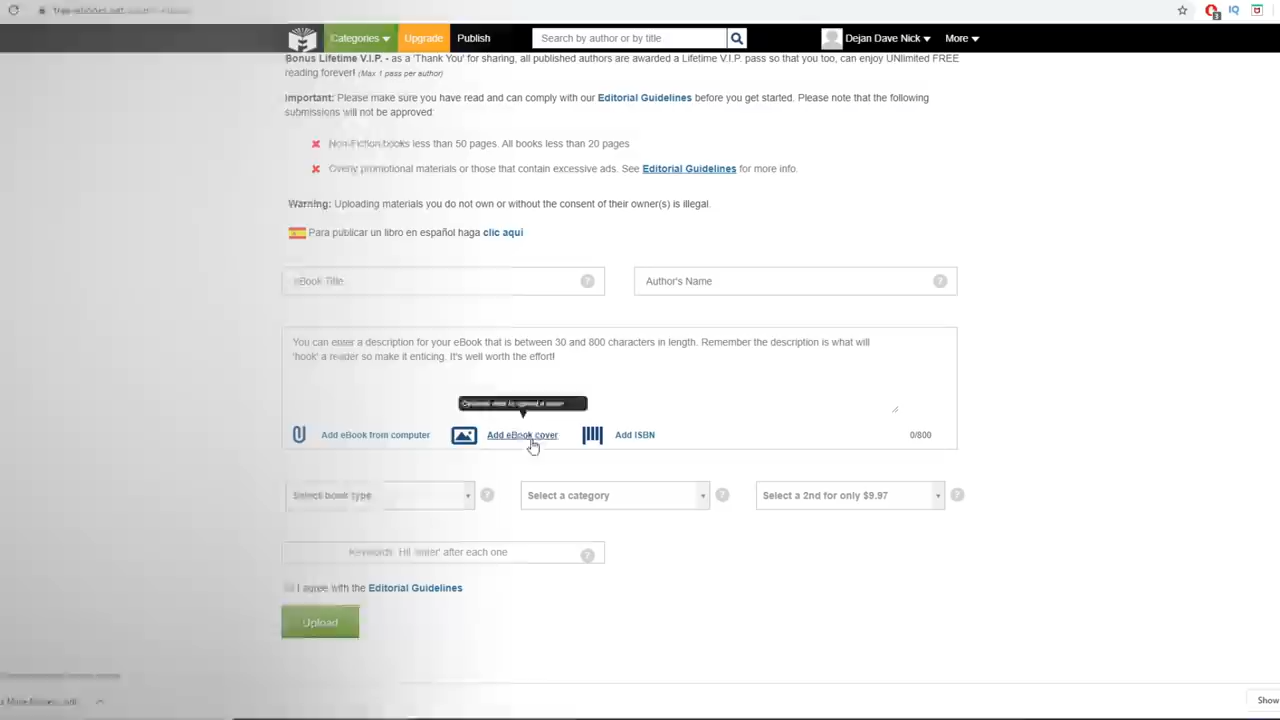 Categories Upgrade Publish Search by author or by title Dejan Dave Nick More
Bonus Lifetime V.I.P. - as a 'Thank You' for sharing, all published authors are awarded a Lifetime V.I.P. pass so that you too, can enjoy UNlimited FREE
reading forever! (Max 1 pass per author)
Important: Please make sure you have read and can comply with our Editorial Guidelines before you get started. Please note that the following
submissions will not be approved:
Non-Fiction books less than 50 pages. All books less than 20 pages
Overly promotional materials or those that contain excessive ads. See Editorial Guidelines for more info.
Warning: Uploading materials you do not own or without the consent of their owner(s) is illegal.
Para publicar un libro en español haga clic aquí
eBook Title ? Author's Name ?
You can enter a description for your eBook that is between 30 and 800 characters in length. Remember the description is what will
'hook' a reader so make it enticing. It's well worth the effort!
Add eBook from computer Add eBook cover Add ISBN 0/800
Select book type ? Select a category ? Select a 2nd for only $9.97 ?
Keywords. Hit 'enter' after each one ?
I agree with the Editorial Guidelines
Upload
Show